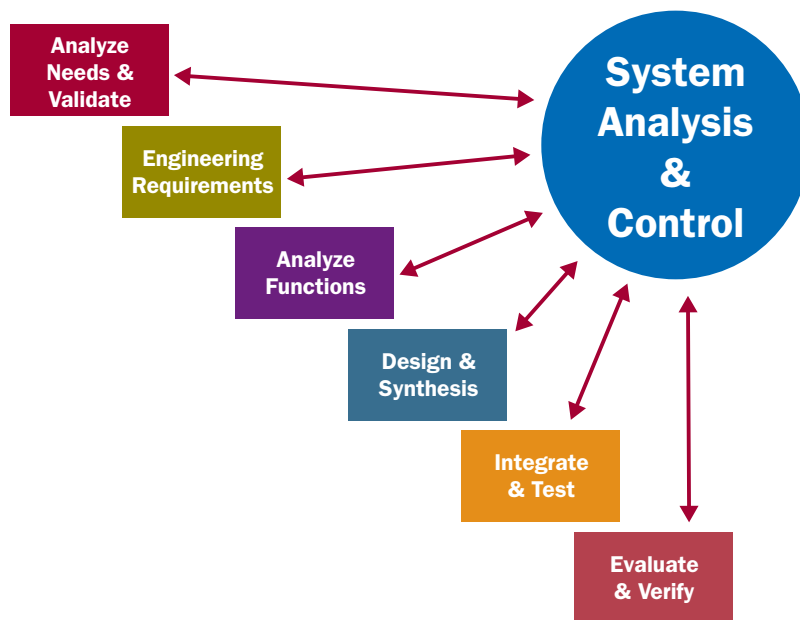 Analyze
Needs &
Validate
System
Analysis
&
Control
Engineering
Requirements
Analyze
Functions
Design &
Synthesis
Integrate
& Test
Evaluate
& Verify